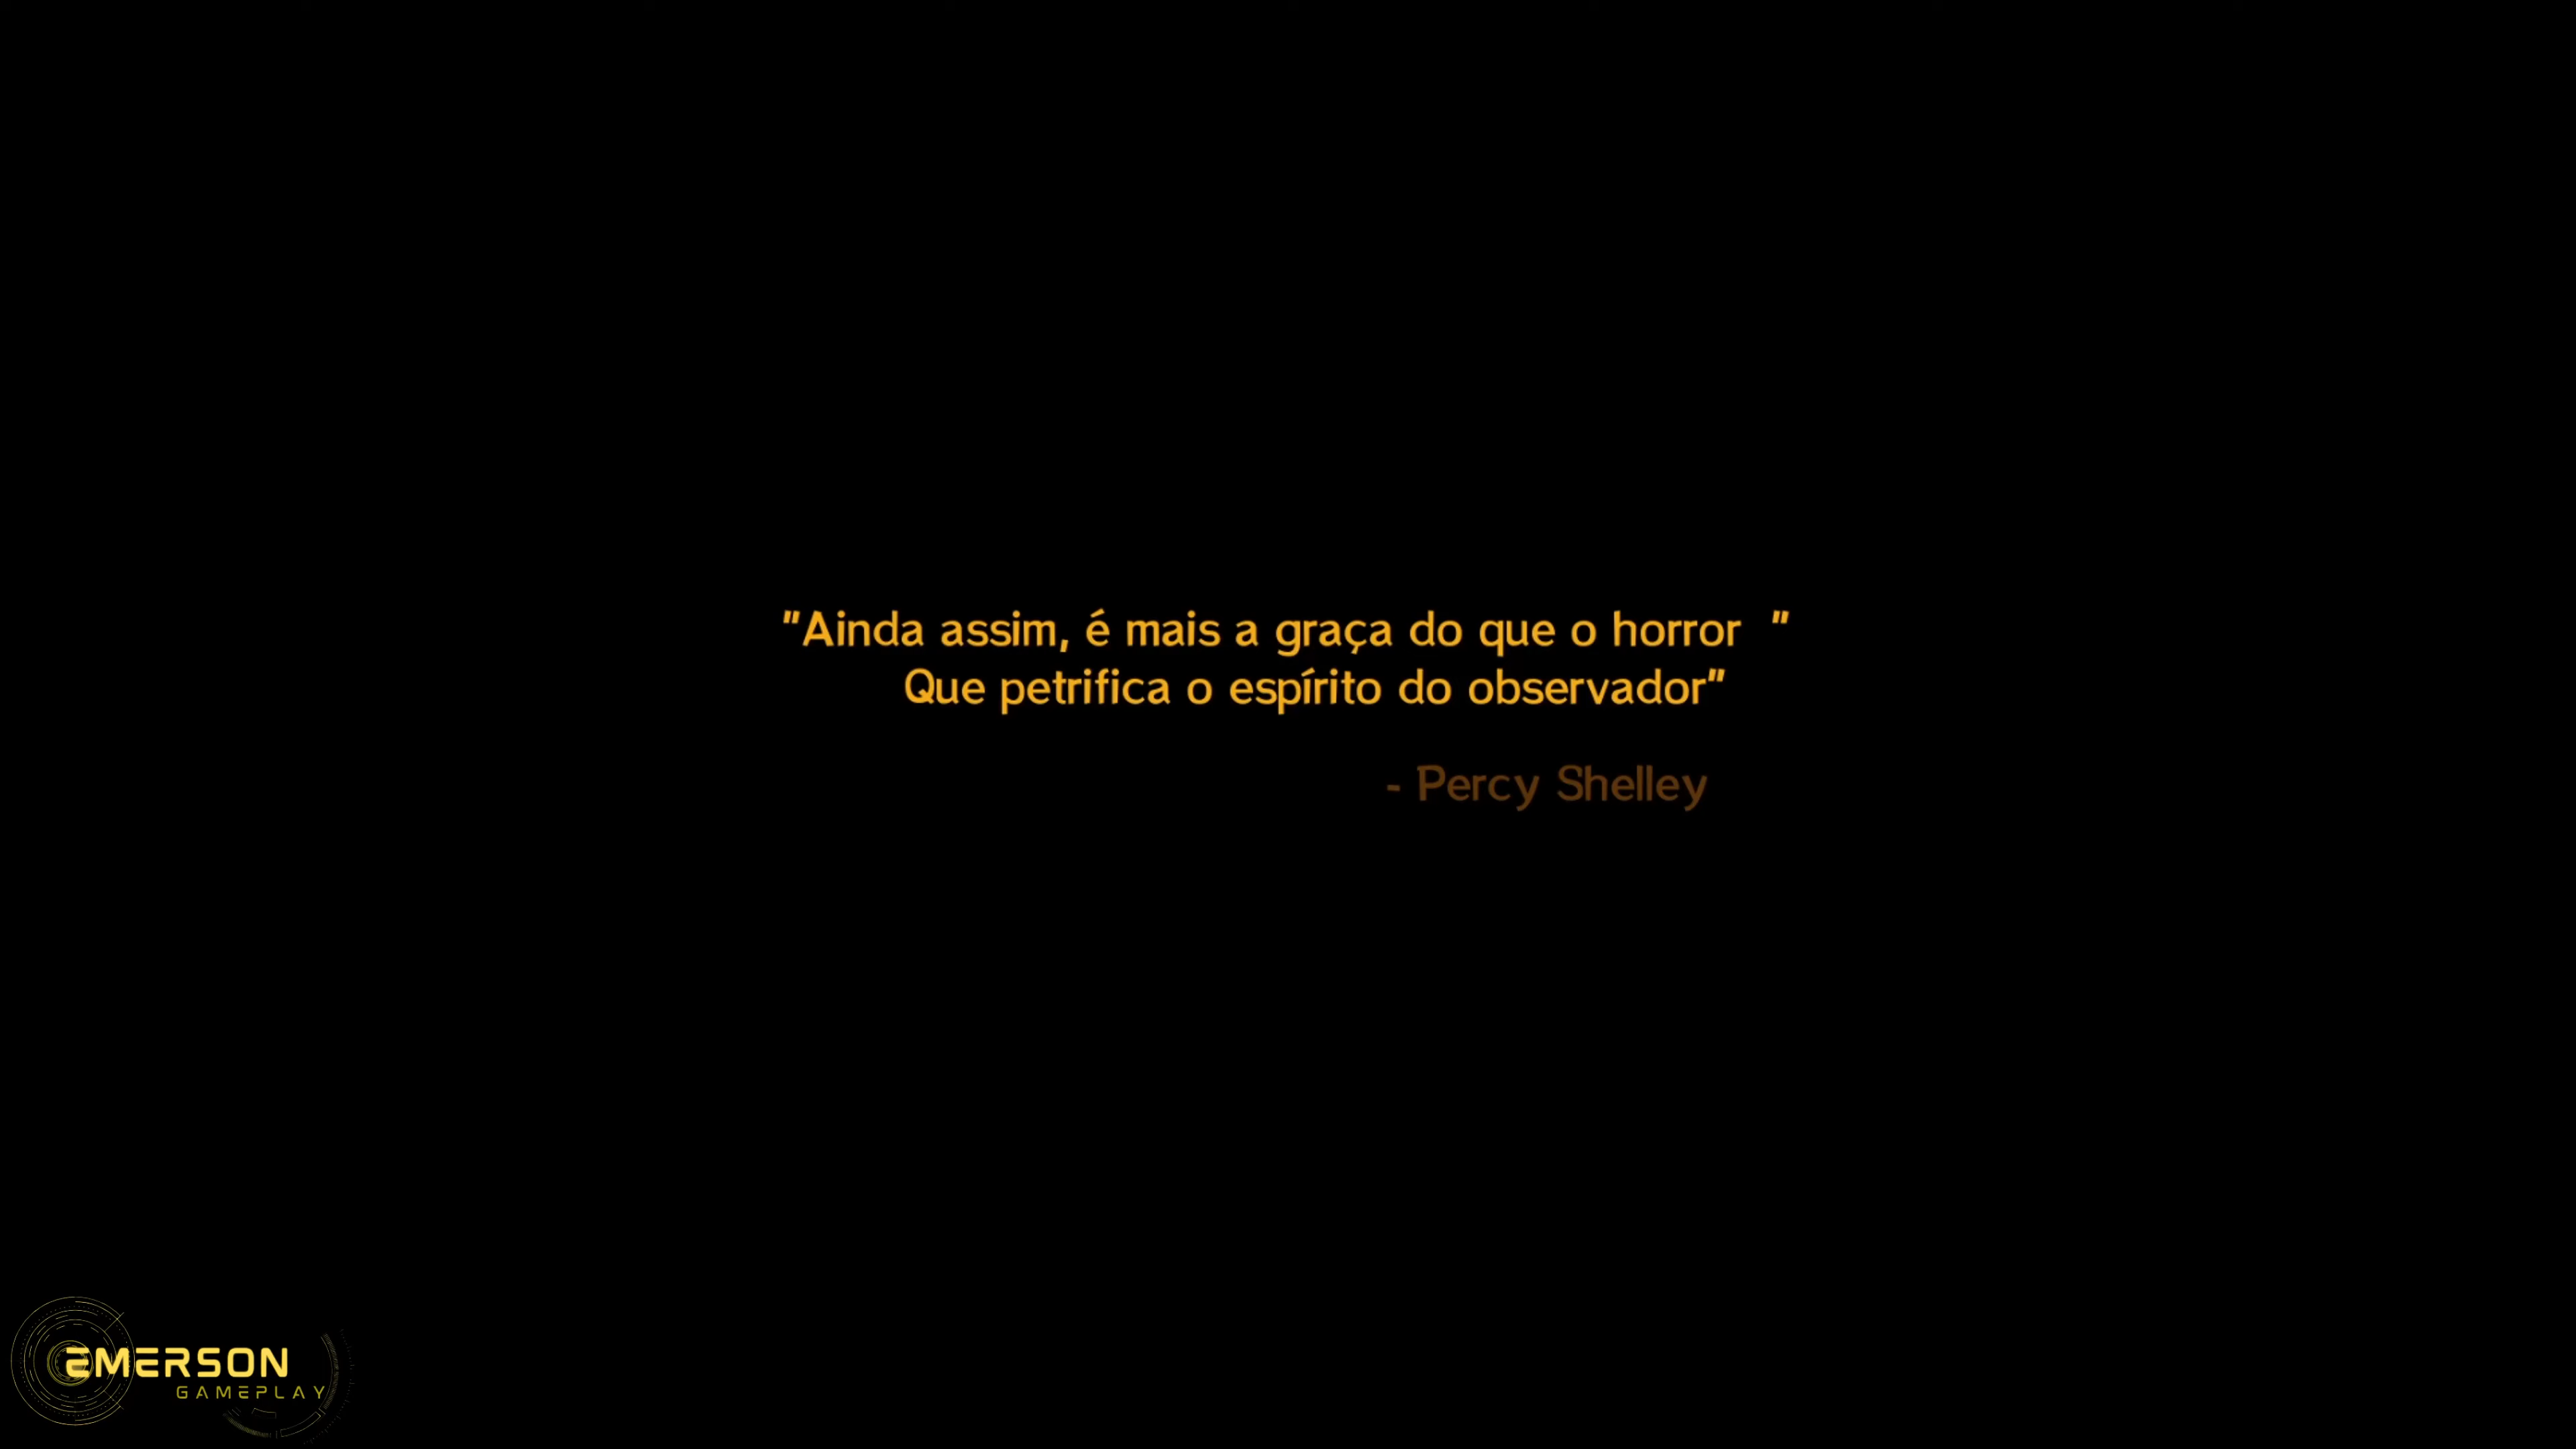 "Ainda assim, é mais a graça do que o horror "
Que petrifica o espírito do observador"
- Percy Shelley
EMERSON
GAMEPLAY